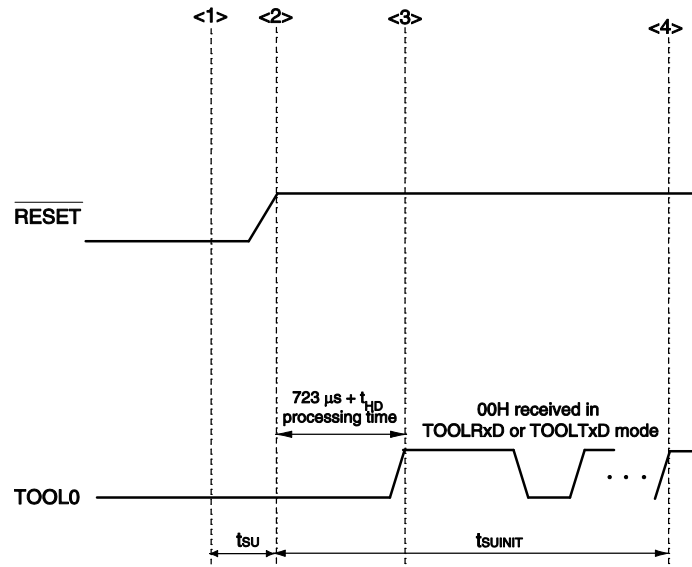 <1>
<2>
<3>
<4>
RESET
723 μs + tHD
processing time
00H received in
TOOLRxD or TOOLTxD mode
TOOL0
. . .
tSU
tSUINIT